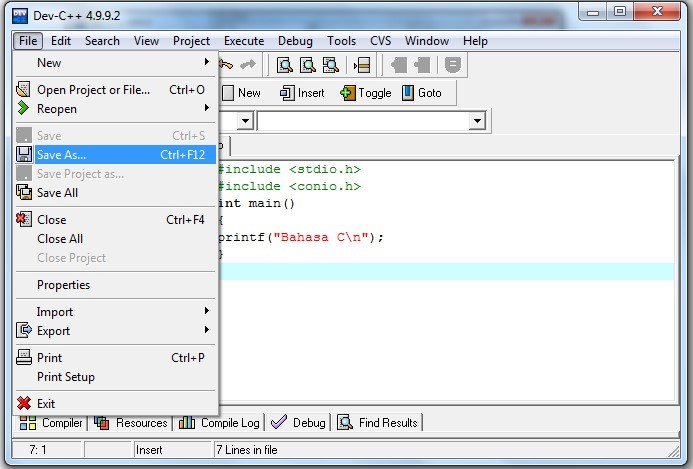 Dev-C++ 4.9.9.2
File Edit Search View Project Execute Debug Tools CVS Window Help
New
Open Project or File... Ctrl+O
Reopen
Save Ctrl+S
Save As... Ctrl+F12
Save Project as...
Save All
Close Ctrl+F4
Close All
Close Project
Properties
Import
Export
Print Ctrl+P
Print Setup
Exit
New Insert Toggle Goto
#include <stdio.h>
#include <conio.h>
int main()
{
printf("Bahasa C\n");
}
Compiler Resources Compile Log Debug Find Results
7: 1 Insert 7 Lines in file